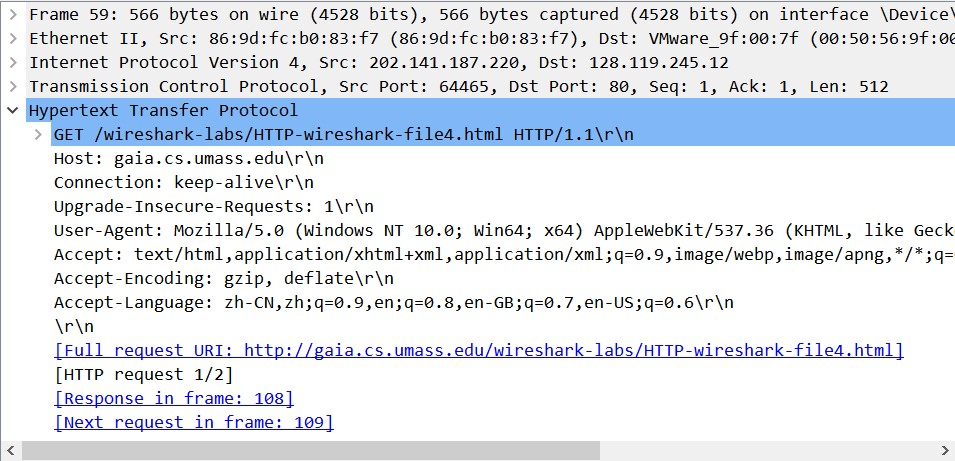 Frame 59: 566 bytes on wire (4528 bits), 566 bytes captured (4528 bits) on interface \Device\
Ethernet II, Src: 86:9d:fc:b0:83:f7 (86:9d:fc:b0:83:f7), Dst: VMware_9f:00:7f (00:50:56:9f:00
Internet Protocol Version 4, Src: 202.141.187.220, Dst: 128.119.245.12
Transmission Control Protocol, Src Port: 64465, Dst Port: 80, Seq: 1, Ack: 1, Len: 512
Hypertext Transfer Protocol
GET /wireshark-labs/HTTP-wireshark-file4.html HTTP/1.1\r\n
Host: gaia.cs.umass.edu\r\n
Connection: keep-alive\r\n
Upgrade-Insecure-Requests: 1\r\n
User-Agent: Mozilla/5.0 (Windows NT 10.0; Win64; x64) AppleWebKit/537.36 (KHTML, like Geck
Accept: text/html,application/xhtml+xml,application/xml;q=0.9,image/webp,image/apng,*/*;q=
Accept-Encoding: gzip, deflate\r\n
Accept-Language: zh-CN,zh;q=0.9,en;q=0.8,en-GB;q=0.7,en-US;q=0.6\r\n
\r\n
[Full request URI: http://gaia.cs.umass.edu/wireshark-labs/HTTP-wireshark-file4.html]
[HTTP request 1/2]
[Response in frame: 108]
[Next request in frame: 109]